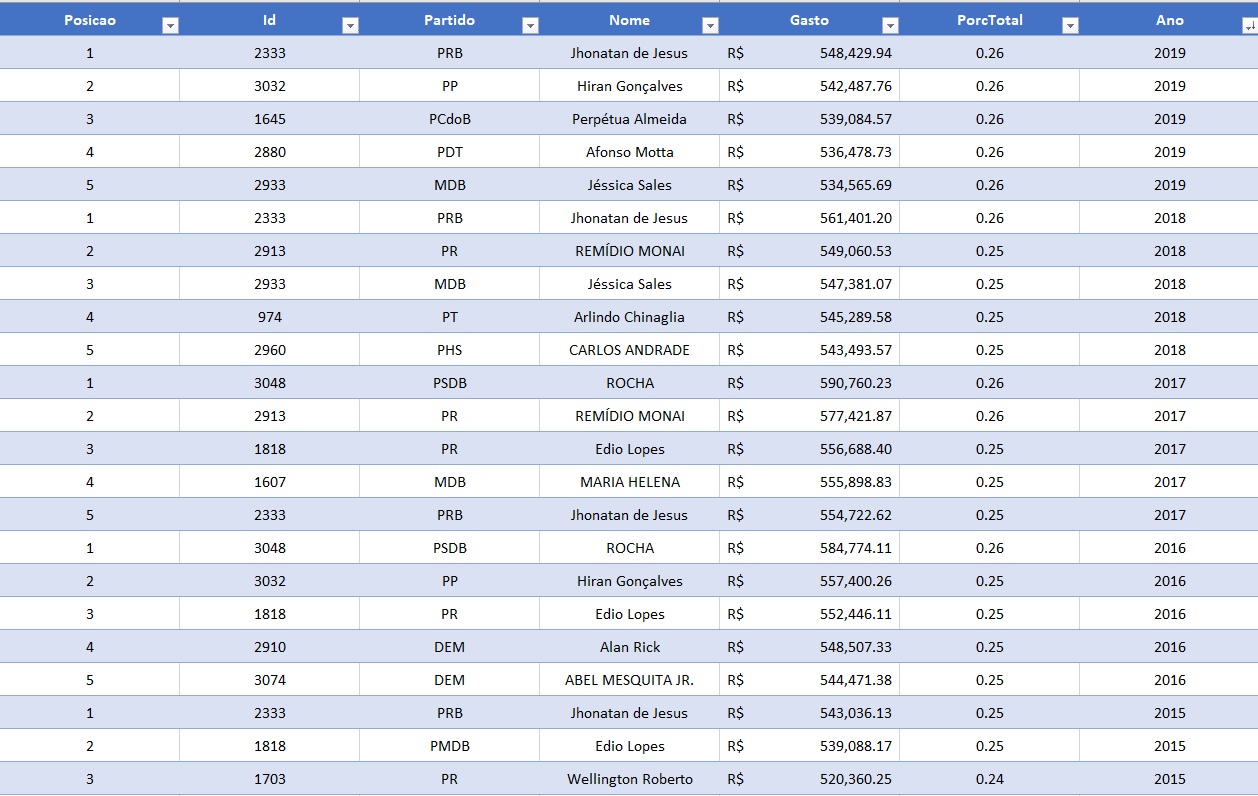 Posicao Id Partido Nome Gasto PorcTotal Ano
1 2333 PRB Jhonatan de Jesus R$ 548,429.94 0.26 2019
2 3032 PP Hiran Gonçalves R$ 542,487.76 0.26 2019
3 1645 PCdoB Perpétua Almeida R$ 539,084.57 0.26 2019
4 2880 PDT Afonso Motta R$ 536,478.73 0.26 2019
5 2933 MDB Jéssica Sales R$ 534,565.69 0.26 2019
1 2333 PRB Jhonatan de Jesus R$ 561,401.20 0.26 2018
2 2913 PR REMÍDIO MONAI R$ 549,060.53 0.25 2018
3 2933 MDB Jéssica Sales R$ 547,381.07 0.25 2018
4 974 PT Arlindo Chinaglia R$ 545,289.58 0.25 2018
5 2960 PHS CARLOS ANDRADE R$ 543,493.57 0.25 2018
1 3048 PSDB ROCHA R$ 590,760.23 0.26 2017
2 2913 PR REMÍDIO MONAI R$ 577,421.87 0.26 2017
3 1818 PR Edio Lopes R$ 556,688.40 0.25 2017
4 1607 MDB MARIA HELENA R$ 555,898.83 0.25 2017
5 2333 PRB Jhonatan de Jesus R$ 554,722.62 0.25 2017
1 3048 PSDB ROCHA R$ 584,774.11 0.26 2016
2 3032 PP Hiran Gonçalves R$ 557,400.26 0.25 2016
3 1818 PR Edio Lopes R$ 552,446.11 0.25 2016
4 2910 DEM Alan Rick R$ 548,507.33 0.25 2016
5 3074 DEM ABEL MESQUITA JR. R$ 544,471.38 0.25 2016
1 2333 PRB Jhonatan de Jesus R$ 543,036.13 0.25 2015
2 1818 PMDB Edio Lopes R$ 539,088.17 0.25 2015
3 1703 PR Wellington Roberto R$ 520,360.25 0.24 2015